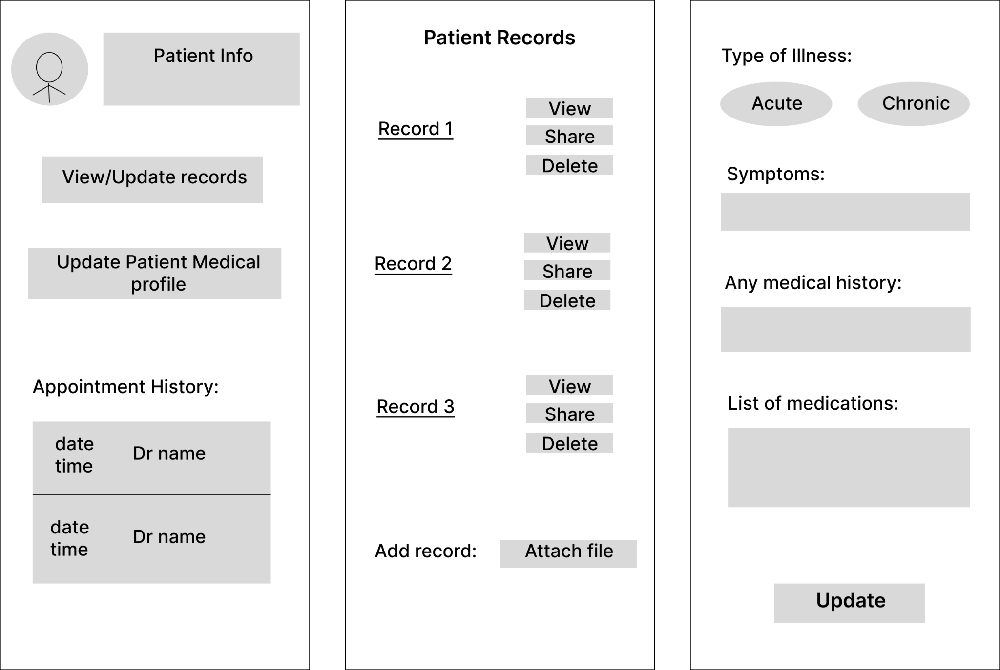 Patient Info
View/Update records
Update Patient Medical
profile
Appointment History:
date
time
Dr name
date
time
Dr name
Patient Records
Record 1
View
Share
Delete
Record 2
View
Share
Delete
Record 3
View
Share
Delete
Add record:
Attach file
Type of Illness:
Acute
Chronic
Symptoms:
Any medical history:
List of medications:
Update